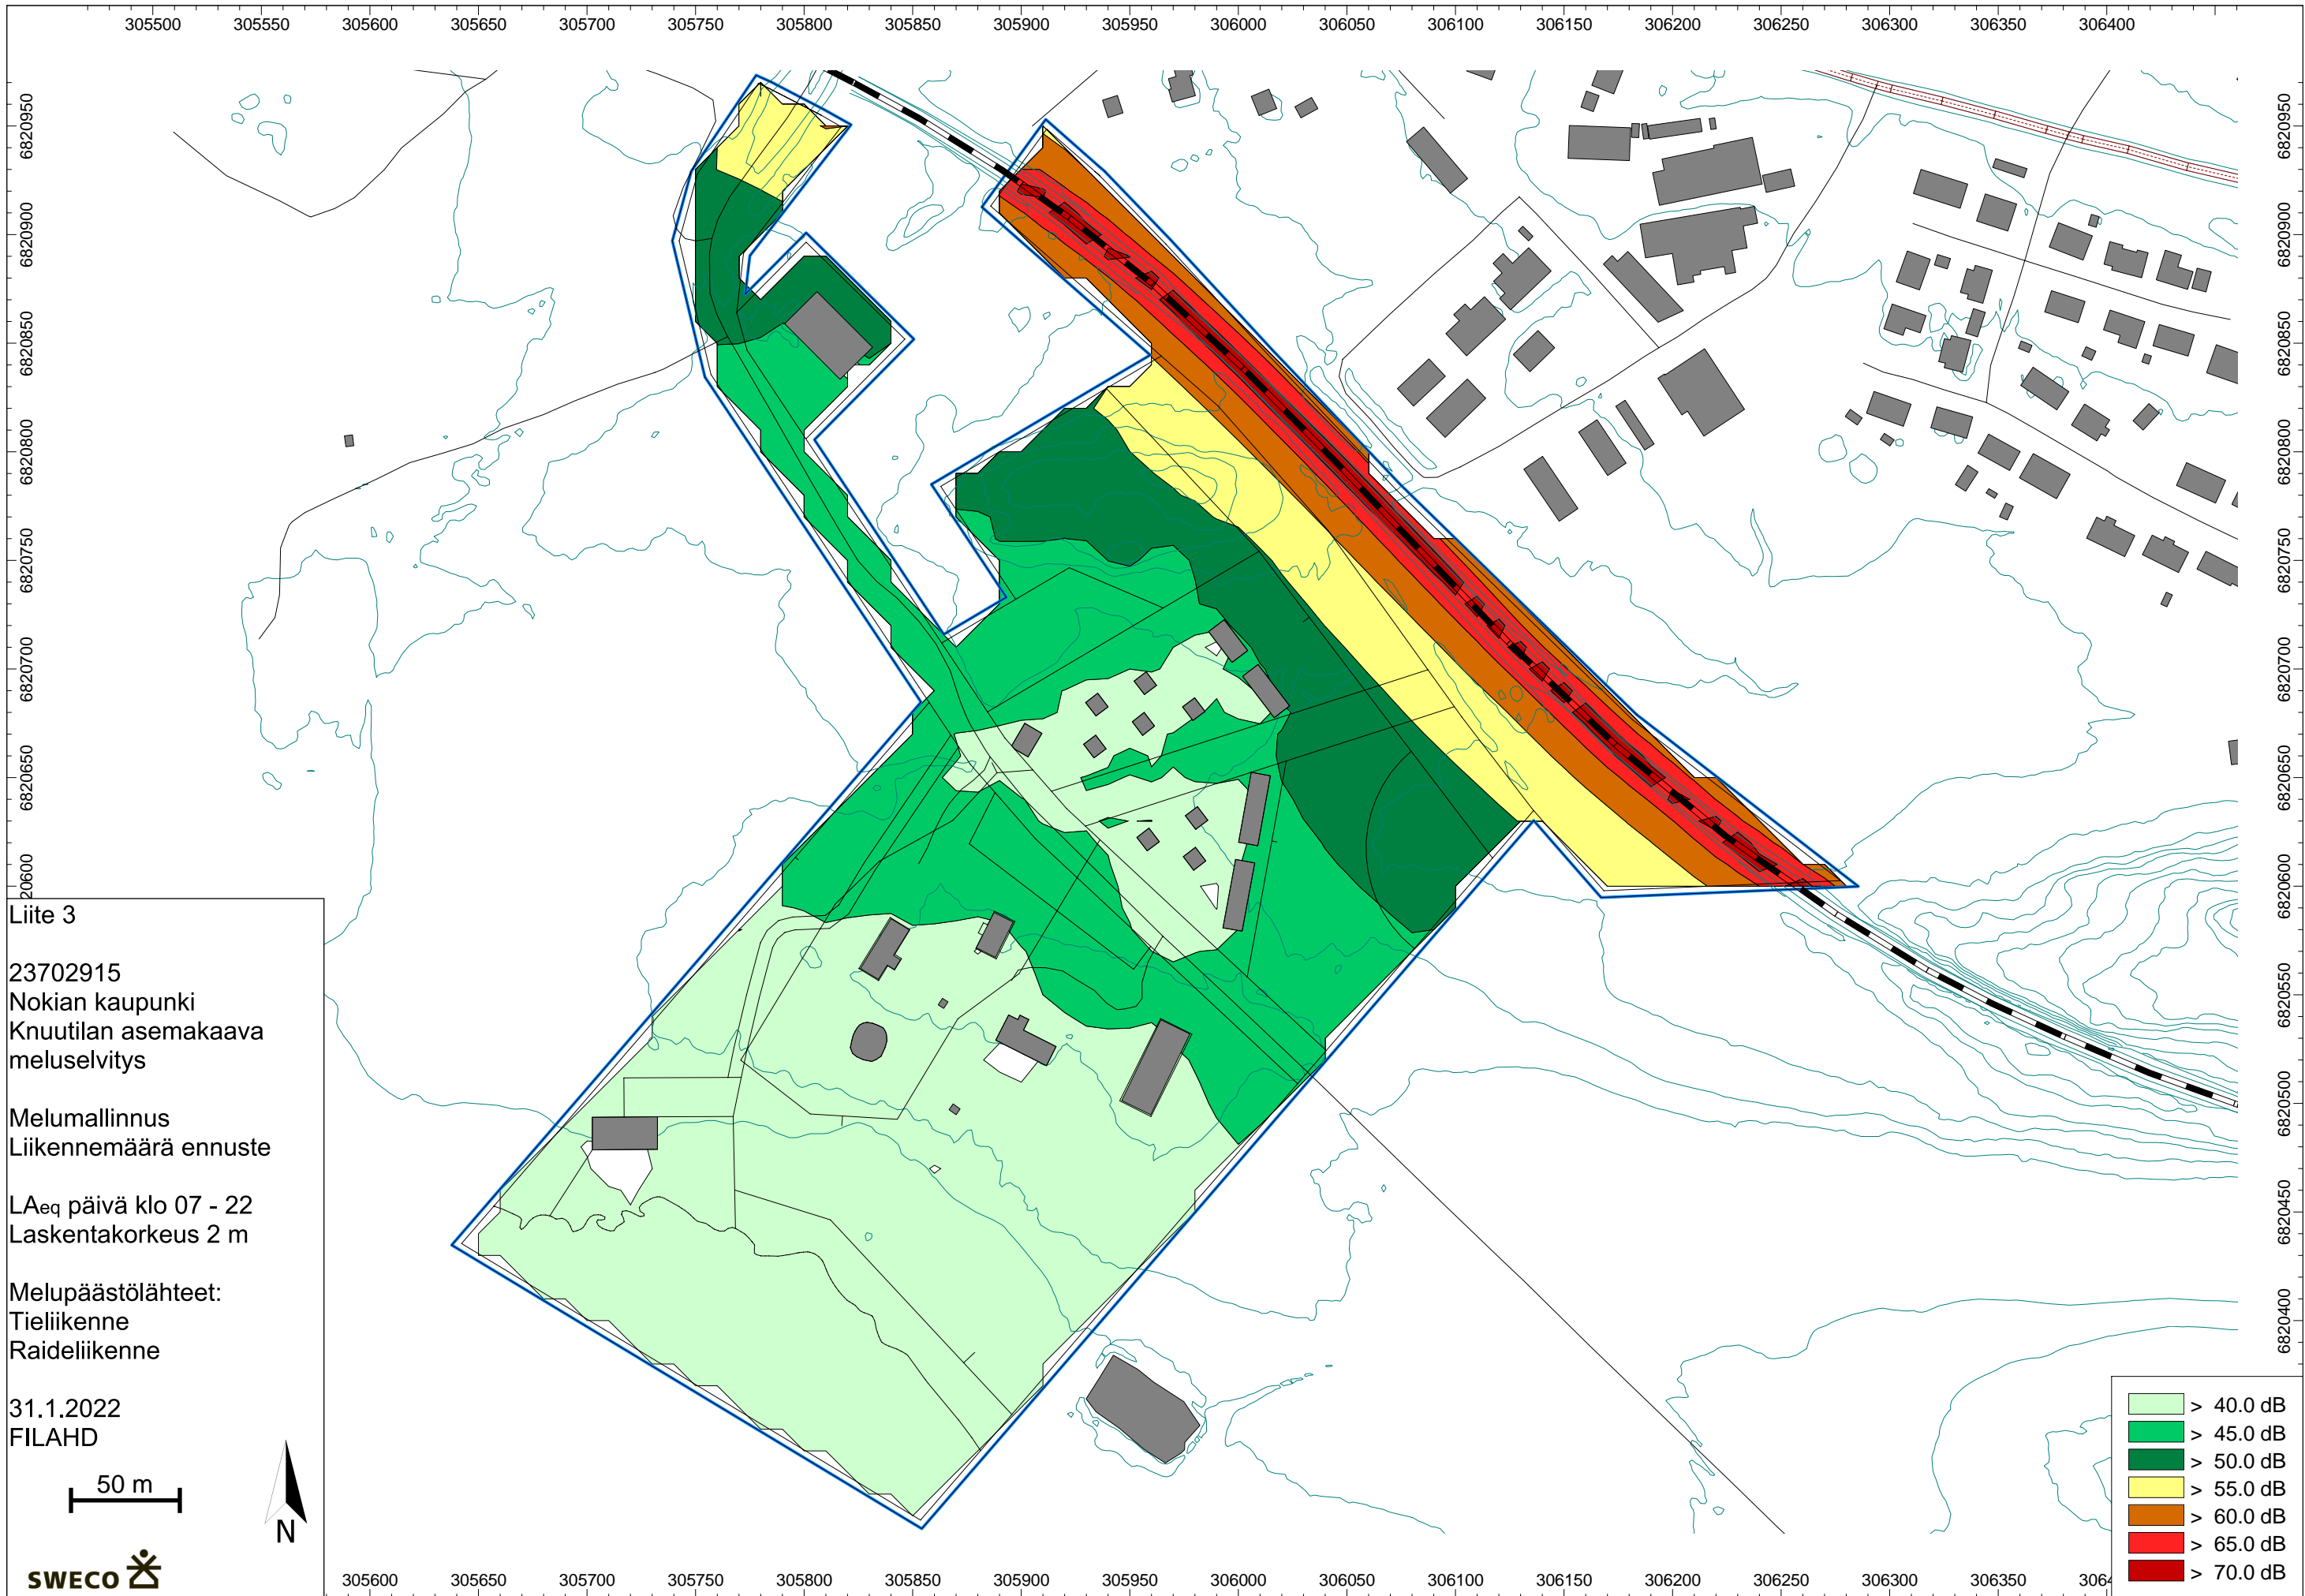 305500 305550 305600 305650 305700 305750 305800 305850 305900 305950 306000 306050 306100 306150 306200 306250 306300 306350 306400
6820950 6820950
6820900 6820900
6820850 6820850
6820800 6820800
6820750 6820750
6820700 6820700
6820650 6820650
20600 6820600
6820550
6820500
6820450
6820400
Liite 3
23702915
Nokian kaupunki
Knuutilan asemakaava
meluselvitys
Melumallinnus
Liikennemäärä ennuste
LAeq päivä klo 07 - 22
Laskentakorkeus 2 m
Melupäästölähteet:
Tieliikenne
Raideliikenne
31.1.2022
FILAHD
50 m
N
SWECO
> 40.0 dB
> 45.0 dB
> 50.0 dB
> 55.0 dB
> 60.0 dB
> 65.0 dB
> 70.0 dB
305600 305650 305700 305750 305800 305850 305900 305950 306000 306050 306100 306150 306200 306250 306300 306350 3064